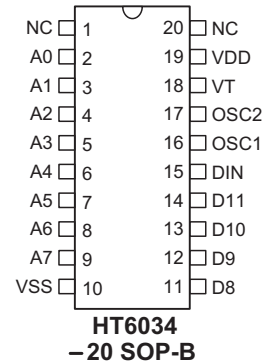 NC 1 20 NC
A0 2 19 VDD
A1 3 18 VT
A2 4 17 OSC2
A3 5 16 OSC1
A4 6 15 DIN
A5 7 14 D11
A6 8 13 D10
A7 9 12 D9
VSS 10 11 D8
HT6034
– 20 SOP-B